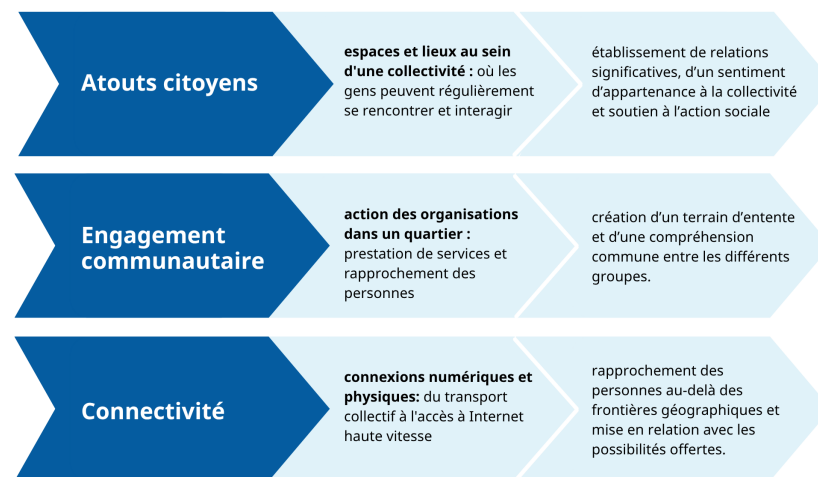 Atouts citoyens
espaces et lieux au sein
d'une collectivité : où les
gens peuvent régulièrement
se rencontrer et interagir
établissement de relations
significatives, d’un sentiment
d’appartenance à la collectivité
et soutien à l’action sociale
Engagement
communautaire
action des organisations
dans un quartier :
prestation de services et
rapprochement des
personnes
création d’un terrain d’entente
et d’une compréhension
commune entre les différents
groupes.
Connectivité
connexions numériques et
physiques: du transport
collectif à l'accès à Internet
haute vitesse
rapprochement des
personnes au-delà des
frontières géographiques et
mise en relation avec les
possibilités offertes.